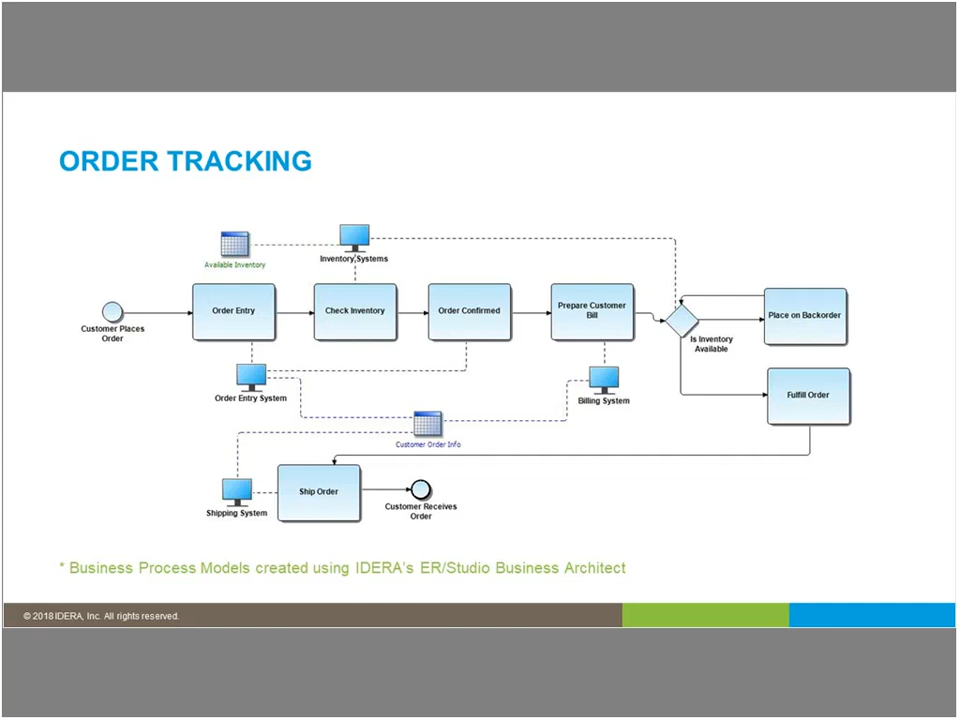 ORDER TRACKING
Available Inventory
Inventory Systems
Customer Places
Order
Order Entry
Check Inventory
Order Confirmed
Prepare Customer
Bill
Is Inventory
Available
Place on Backorder
Fulfill Order
Order Entry System
Billing System
Customer Order Info
Shipping System
Ship Order
Customer Receives
Order
* Business Process Models created using IDERA's ER/Studio Business Architect
© 2018 IDERA, Inc. All rights reserved.